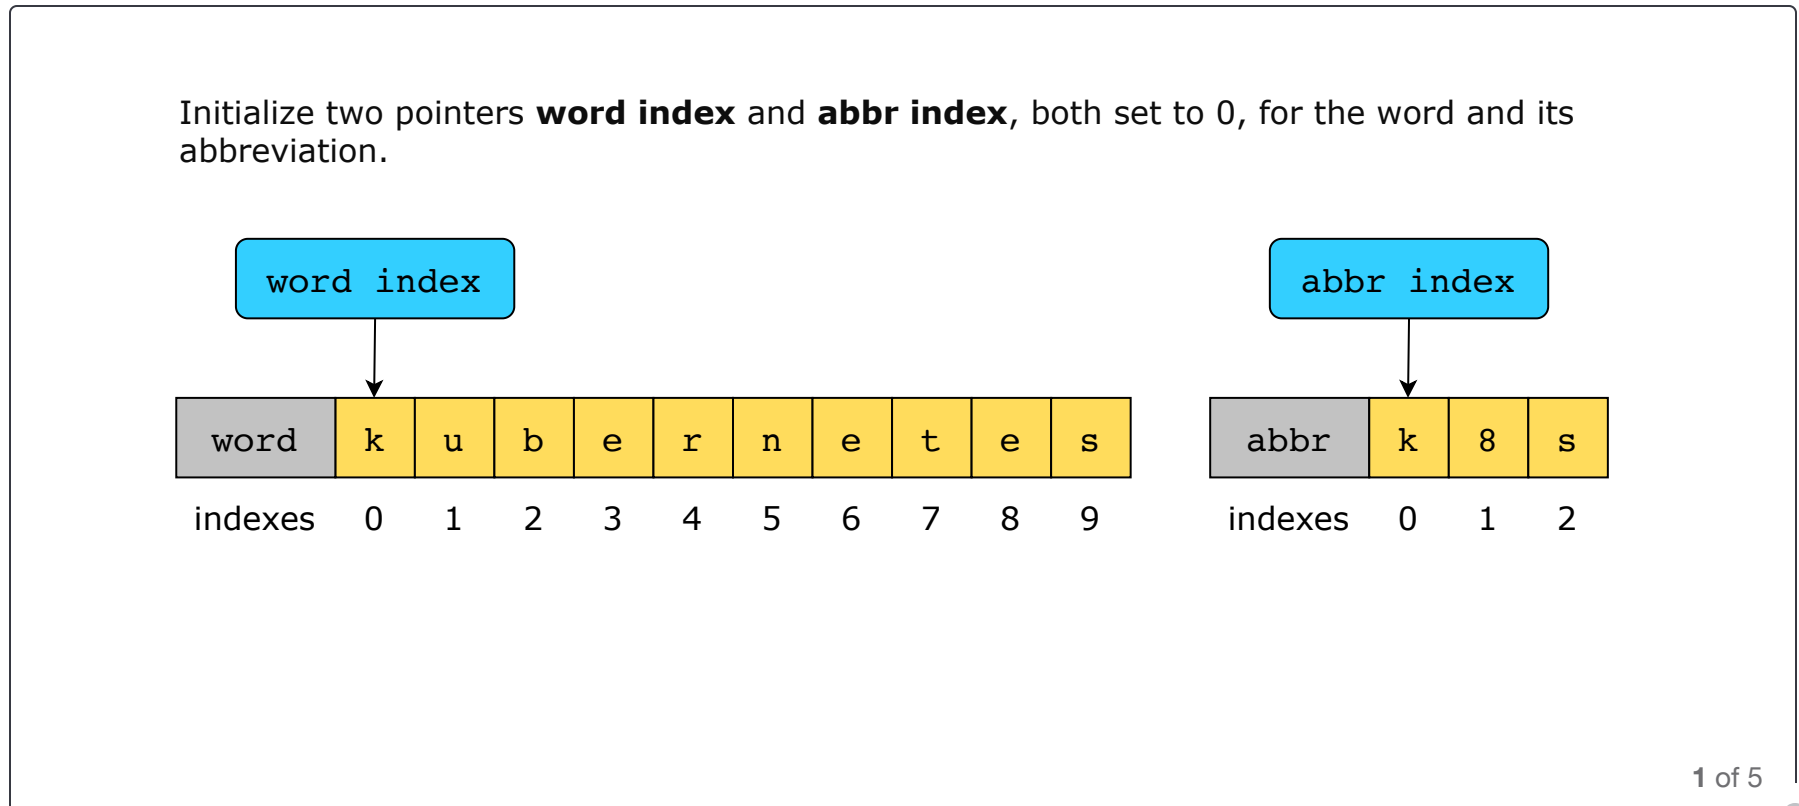 Initialize two pointers word index and abbr index, both set to 0, for the word and its
abbreviation.
word index
abbr index
word k u b e r n e t e s
abbr k 8 s
indexes 0 1 2 3 4 5 6 7 8 9
indexes 0 1 2
1 of 5